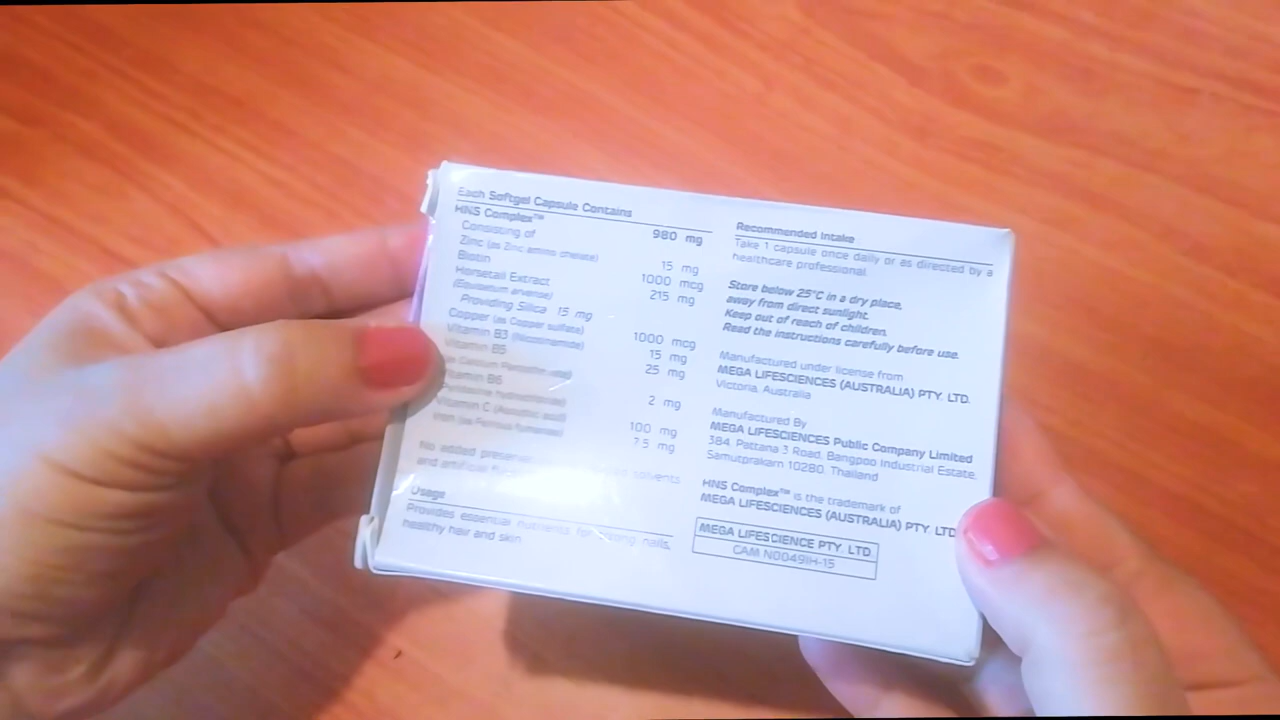 Each Softgel Capsule Contains
HNS Complex™ 980 mg
Consisting of
Zinc (as Zinc amino chelate) 15 mg
Biotin 1000 mcg
Horsetail Extract 215 mg
(Equisetum arvense)
Providing Silica 15 mg
Copper (as Copper sulfate) 1000 mcg
Vitamin B3 (Nicotinamide) 15 mg
Vitamin B5 25 mg
Vitamin B6 2 mg
Vitamin C (Ascorbic acid) 100 mg
Iron (as Ferrous fumarate) 7.5 mg
No added solvents
and artificial
Usage
Provides essential nutrients for strong nails,
healthy hair and skin
Recommended Intake
Take 1 capsule once daily or as directed by a
healthcare professional.
Store below 25°C in a dry place,
away from direct sunlight.
Keep out of reach of children.
Read the instructions carefully before use.
Manufactured under license from
MEGA LIFESCIENCES (AUSTRALIA) PTY. LTD.
Victoria, Australia
Manufactured By
MEGA LIFESCIENCES Public Company Limited
384, Pattana 3 Road, Bangpoo Industrial Estate,
Samutprakarn 10280, Thailand
HNS Complex™ is the trademark of
MEGA LIFESCIENCES (AUSTRALIA) PTY. LTD
MEGA LIFESCIENCE PTY. LTD.
CAM N0049IH-15